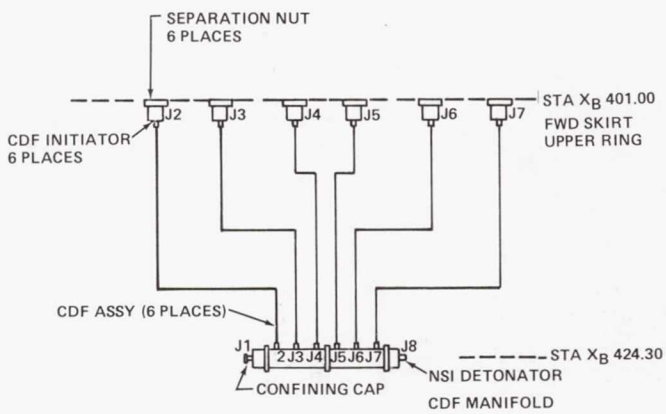 SEPARATION NUT
6 PLACES
J2
J3
J4
J5
J6
J7
STA X_B 401.00
FWD SKIRT
UPPER RING
CDF INITIATOR
6 PLACES
CDF ASSY (6 PLACES)
J1
2
J3
J4
J5
J6
J7
J8
STA X_B 424.30
CONFINING CAP
NSI DETONATOR
CDF MANIFOLD